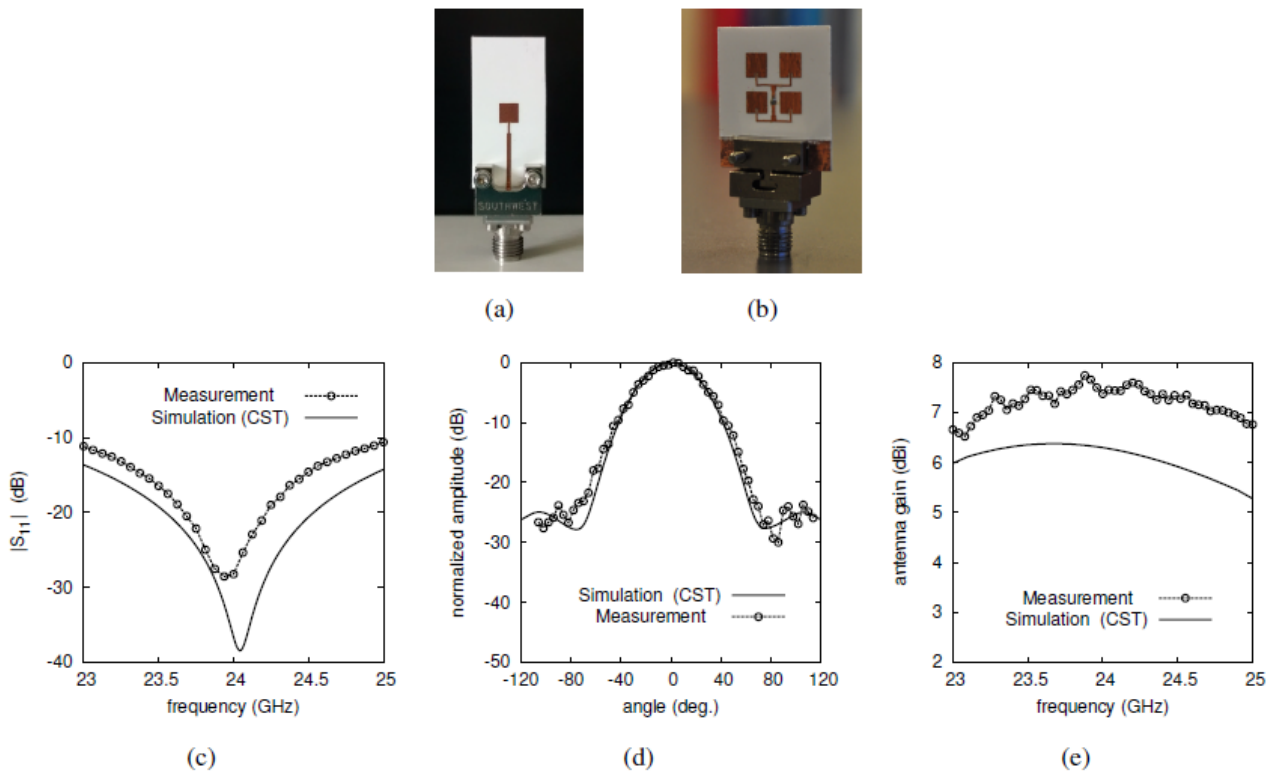 SOUTHWEST
(a)
(b)
0
-10
-20
-30
-40
23
23.5
24
24.5
25
|S11| (dB)
frequency (GHz)
Measurement
Simulation (CST)
(c)
0
-10
-20
-30
-40
-50
-120
-80
-40
0
40
80
120
normalized amplitude (dB)
angle (deg.)
Simulation (CST)
Measurement
(d)
8
7
6
5
4
3
2
23
23.5
24
24.5
25
antenna gain (dBi)
frequency (GHz)
Measurement
Simulation (CST)
(e)